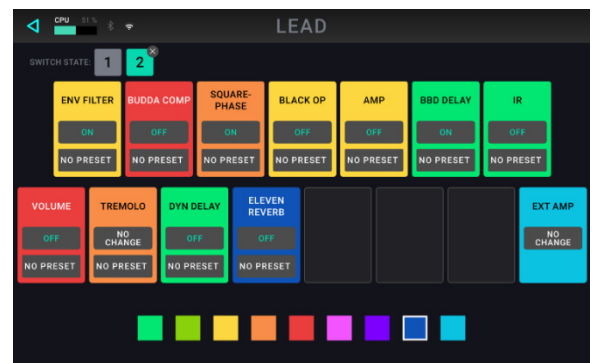 CPU 51 % LEAD
SWITCH STATE: 1 2
ENV FILTER BUDDA COMP SQUARE-
PHASE BLACK OP AMP BBD DELAY IR
ON OFF ON OFF OFF ON OFF
NO PRESET NO PRESET NO PRESET NO PRESET NO PRESET NO PRESET NO PRESET
VOLUME TREMOLO DYN DELAY ELEVEN
REVERB EXT AMP
OFF NO
CHANGE OFF OFF NO
CHANGE
NO PRESET NO PRESET NO PRESET NO PRESET